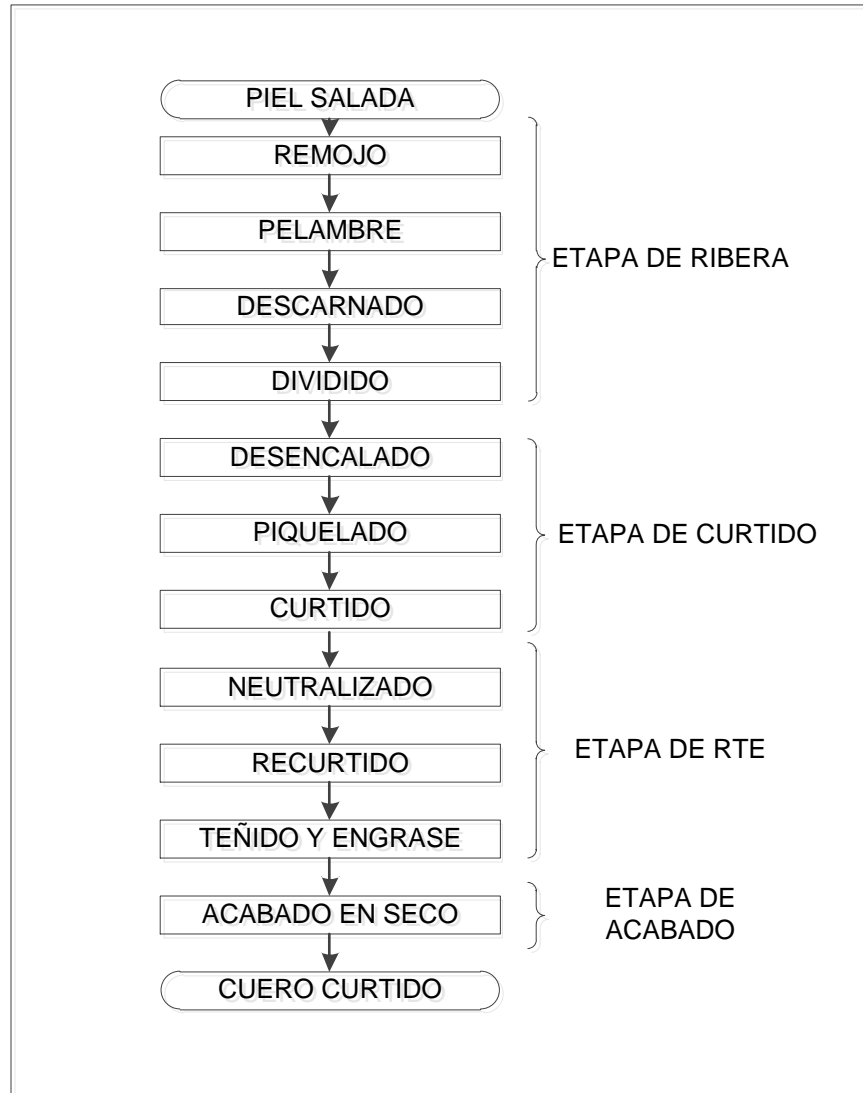 PIEL SALADA
REMOJO
PELAMBRE
DESCARNADO
DIVIDIDO
ETAPA DE RIBERA
DESENCALADO
PIQUELADO
CURTIDO
ETAPA DE CURTIDO
NEUTRALIZADO
RECURTIDO
TEÑIDO Y ENGRASE
ETAPA DE RTE
ACABADO EN SECO
ETAPA DE
ACABADO
CUERO CURTIDO